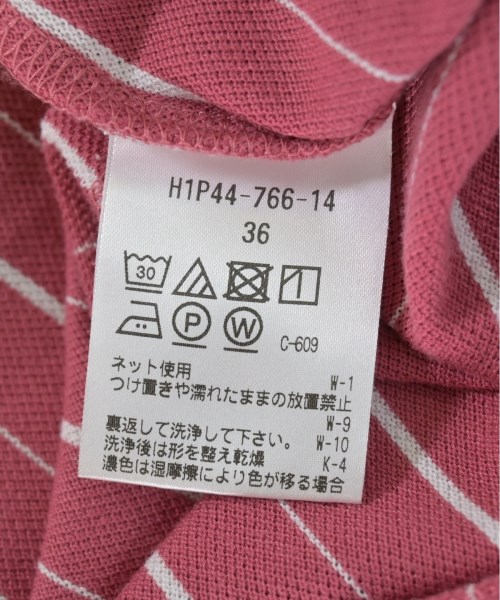 H1P44-766-14
36
30
P W C-609
ネット使用 W-1
つけ置きや濡れたままの放置禁止
W-9
裏返して洗浄して下さい。 W-10
洗浄後は形を整え乾燥 K-4
濃色は湿摩擦により色が移る場合